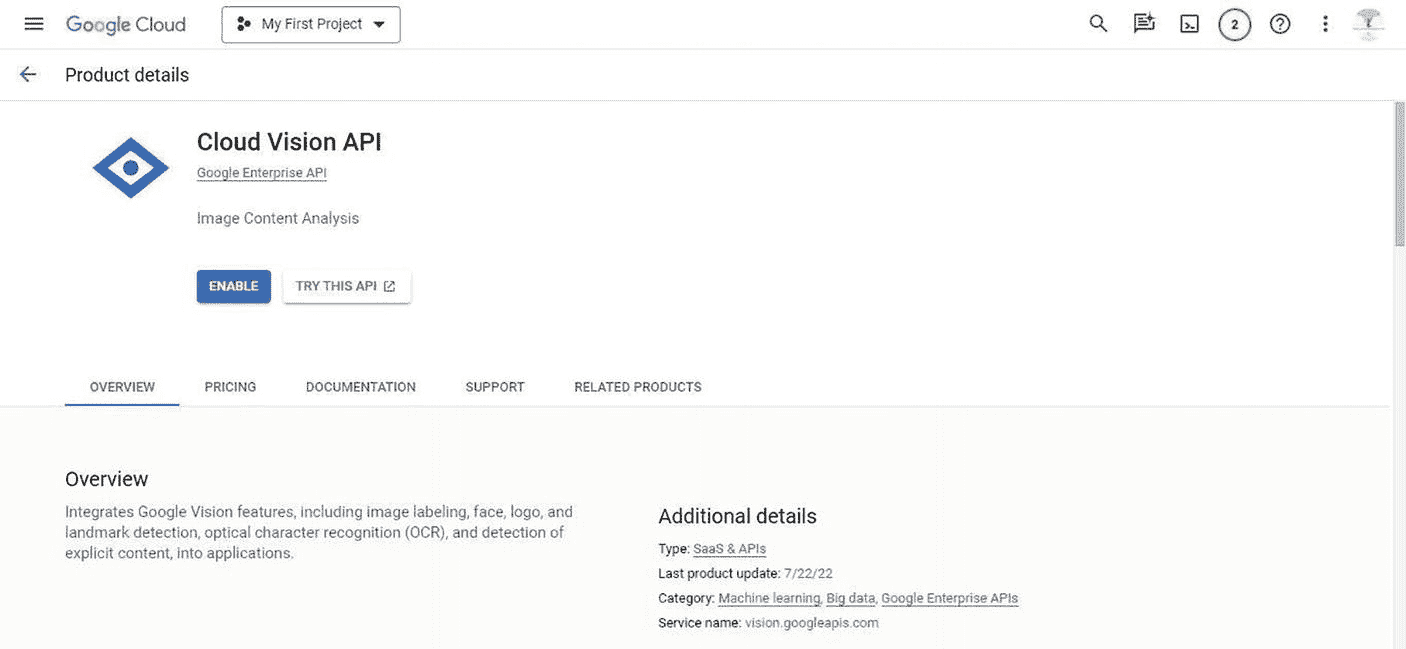 Google Cloud
My First Project
2
Product details
Cloud Vision API
Google Enterprise API
Image Content Analysis
ENABLE
TRY THIS API
OVERVIEW
PRICING
DOCUMENTATION
SUPPORT
RELATED PRODUCTS
Overview
Integrates Google Vision features, including image labeling, face, logo, and
landmark detection, optical character recognition (OCR), and detection of
explicit content, into applications.
Additional details
Type: SaaS & APIs
Last product update: 7/22/22
Category: Machine learning, Big data, Google Enterprise APIs
Service name: vision.googleapis.com